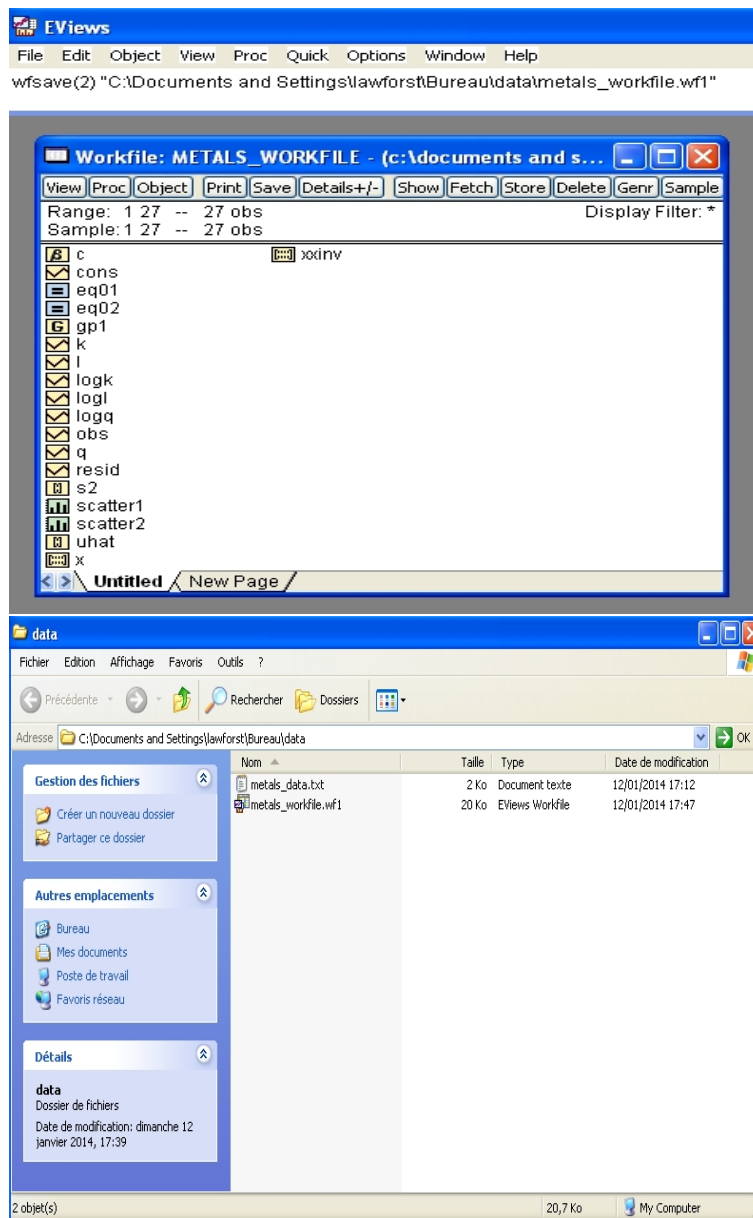 EViews
File Edit Object View Proc Quick Options Window Help
wfsave(2) "C:\Documents and Settings\lawforst\Bureau\data\metals_workfile.wf1"
Workfile: METALS_WORKFILE - (c:\documents and s...
View Proc Object Print Save Details+/- Show Fetch Store Delete Genr Sample
Range: 1 27 -- 27 obs Display Filter: *
Sample: 1 27 -- 27 obs
c xxinv
cons
eq01
eq02
gp1
k
l
logk
logl
logq
obs
q
resid
s2
scatter1
scatter2
uhat
x
Untitled New Page
data
Fichier Edition Affichage Favoris Outils ?
Précédente Rechercher Dossiers
Adresse C:\Documents and Settings\lawforst\Bureau\data OK
Gestion des fichiers
Créer un nouveau dossier
Partager ce dossier
Autres emplacements
Bureau
Mes documents
Poste de travail
Favoris réseau
Détails
data
Dossier de fichiers
Date de modification: dimanche 12
janvier 2014, 17:39
Nom Taille Type Date de modification
metals_data.txt 2 Ko Document texte 12/01/2014 17:12
metals_workfile.wf1 20 Ko EViews Workfile 12/01/2014 17:47
2 objet(s) 20,7 Ko My Computer